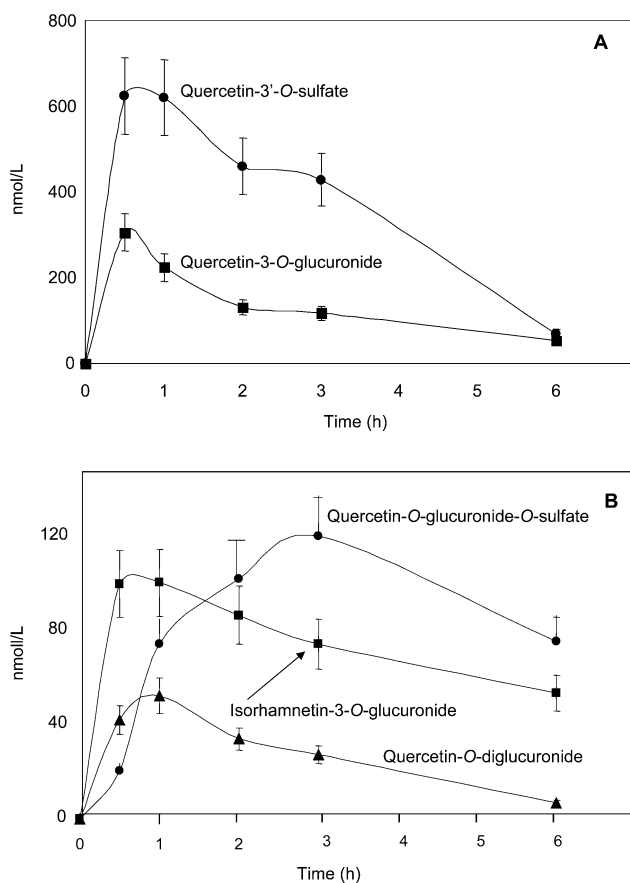 800
A
Quercetin-3'-O-sulfate
600
nmol/L
400
Quercetin-3-O-glucuronide
200
0
0 1 2 3 4 5 6
Time (h)
B
Quercetin-O-glucuronide-O-sulfate
120
80
nmoll/L
Isorhamnetin-3-O-glucuronide
40
Quercetin-O-diglucuronide
0
0 1 2 3 4 5 6
Time (h)